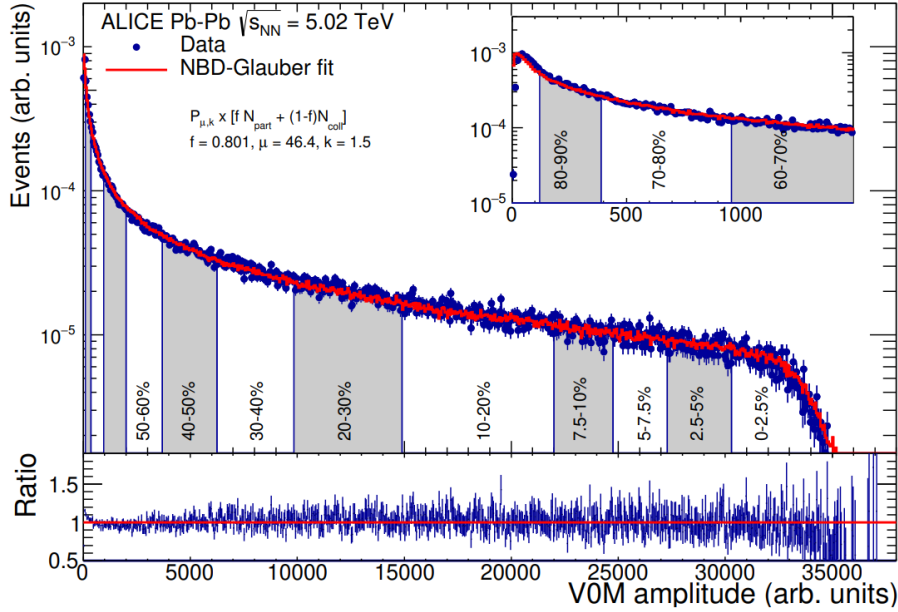 ALICE Pb-Pb √s_NN = 5.02 TeV
Data
NBD-Glauber fit
P_μ,k x [f N_part + (1-f)N_coll]
f = 0.801, μ = 46.4, k = 1.5
Events (arb. units)
10⁻³
10⁻⁴
10⁻⁵
10⁻³
10⁻⁴
10⁻⁵
80-90%
70-80%
60-70%
0 500 1000
50-60%
40-50%
30-40%
20-30%
10-20%
7.5-10%
5-7.5%
2.5-5%
0-2.5%
Ratio
1.5
1
0.5
0 5000 10000 15000 20000 25000 30000 35000
V0M amplitude (arb. units)